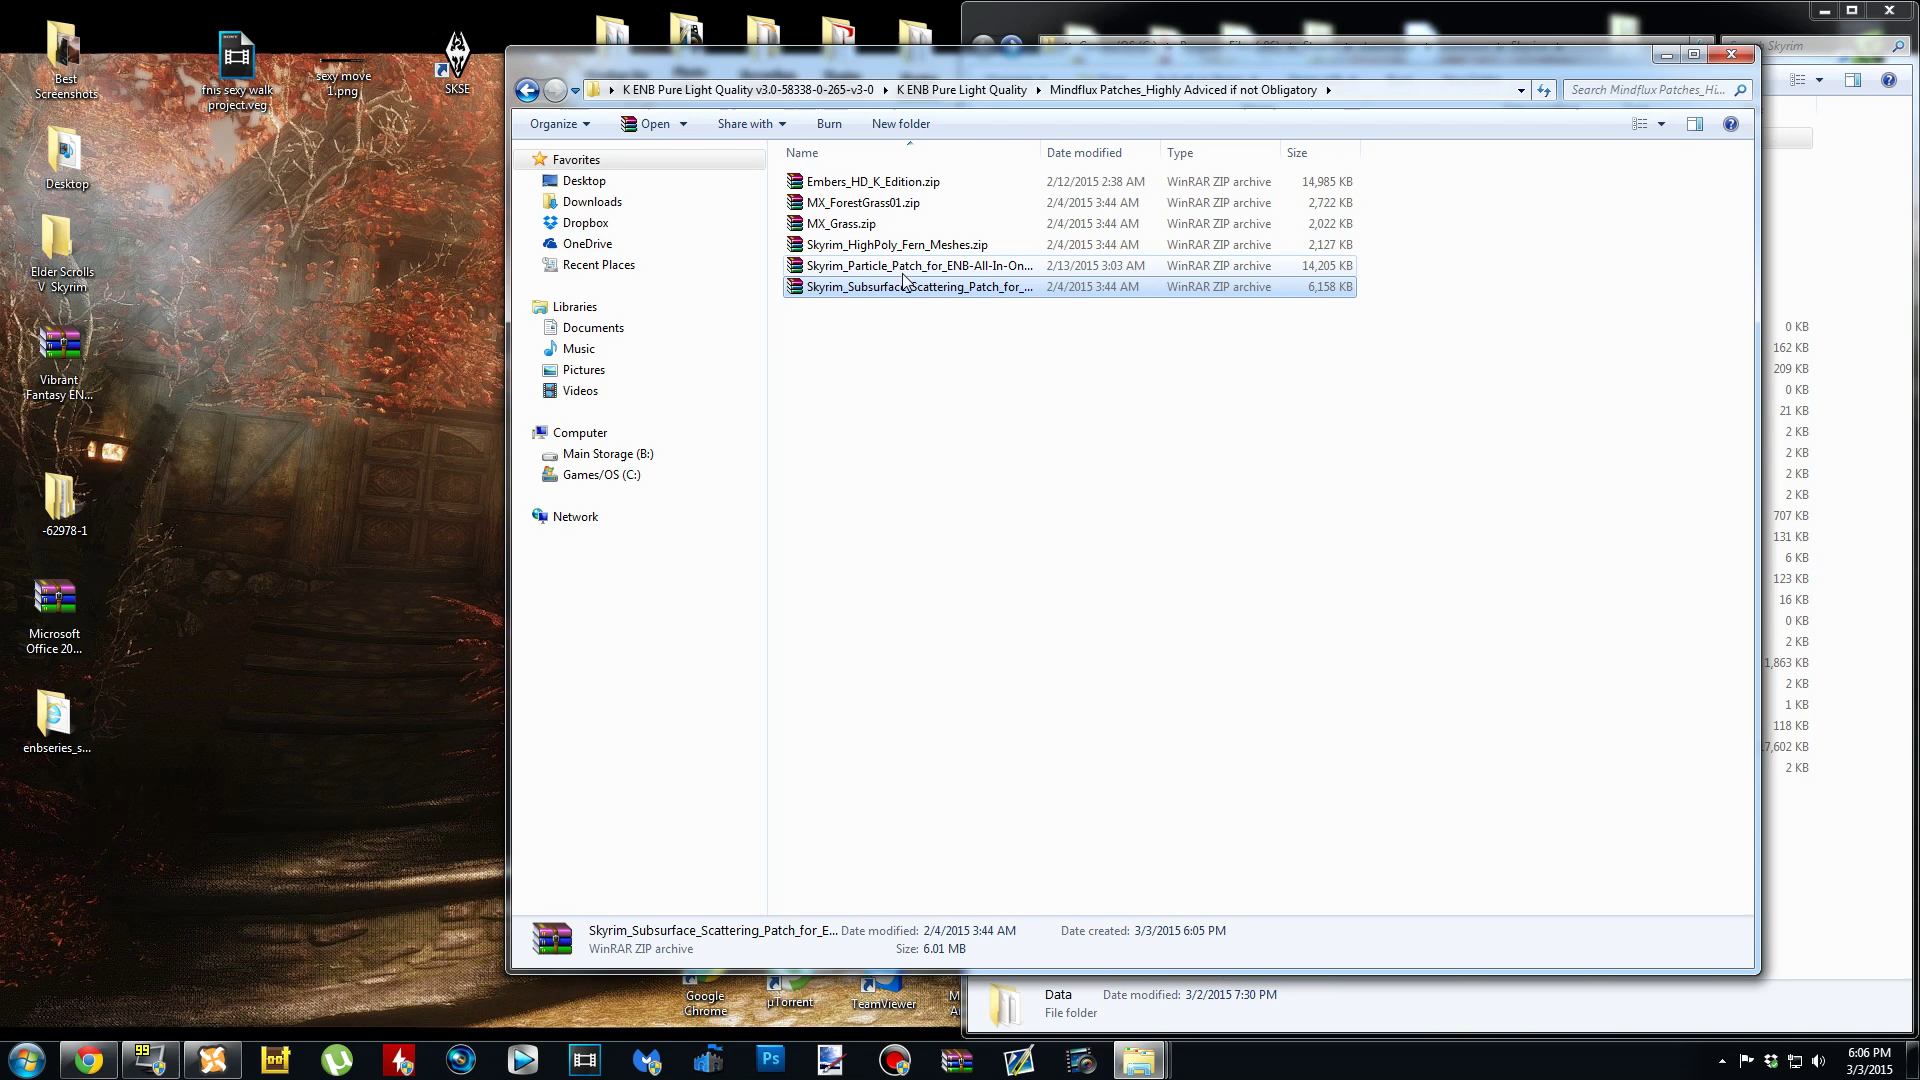 Best
Screenshots
fnis sexy walk
project.veg
sexy move
1.png
SKSE
Desktop
Elder Scrolls
V Skyrim
Vibrant
Fantasy EN...
-62978-1
Microsoft
Office 20...
enbseries_s...
K ENB Pure Light Quality v3.0-58338-0-265-v3-0
K ENB Pure Light Quality
Mindflux Patches_Highly Adviced if not Obligatory
Search Mindflux Patches_Hi...
Skyrim
Organize
Open
Share with
Burn
New folder
Favorites
Desktop
Downloads
Dropbox
OneDrive
Recent Places
Libraries
Documents
Music
Pictures
Videos
Computer
Main Storage (B:)
Games/OS (C:)
Network
Name Date modified Type Size
Embers_HD_K_Edition.zip 2/12/2015 2:38 AM WinRAR ZIP archive 14,985 KB
MX_ForestGrass01.zip 2/4/2015 3:44 AM WinRAR ZIP archive 2,722 KB
MX_Grass.zip 2/4/2015 3:44 AM WinRAR ZIP archive 2,022 KB
Skyrim_HighPoly_Fern_Meshes.zip 2/4/2015 3:44 AM WinRAR ZIP archive 2,127 KB
Skyrim_Particle_Patch_for_ENB-All-In-On... 2/13/2015 3:03 AM WinRAR ZIP archive 14,205 KB
Skyrim_Subsurface_Scattering_Patch_for_... 2/4/2015 3:44 AM WinRAR ZIP archive 6,158 KB
0 KB
162 KB
209 KB
0 KB
21 KB
2 KB
2 KB
2 KB
2 KB
707 KB
131 KB
6 KB
123 KB
16 KB
0 KB
2 KB
1,863 KB
2 KB
1 KB
118 KB
7,602 KB
2 KB
Skyrim_Subsurface_Scattering_Patch_for_E... Date modified: 2/4/2015 3:44 AM Date created: 3/3/2015 6:05 PM
WinRAR ZIP archive Size: 6.01 MB
Google
Chrome
µTorrent
TeamViewer
Data Date modified: 3/2/2015 7:30 PM
File folder
99
Ps
6:06 PM
3/3/2015